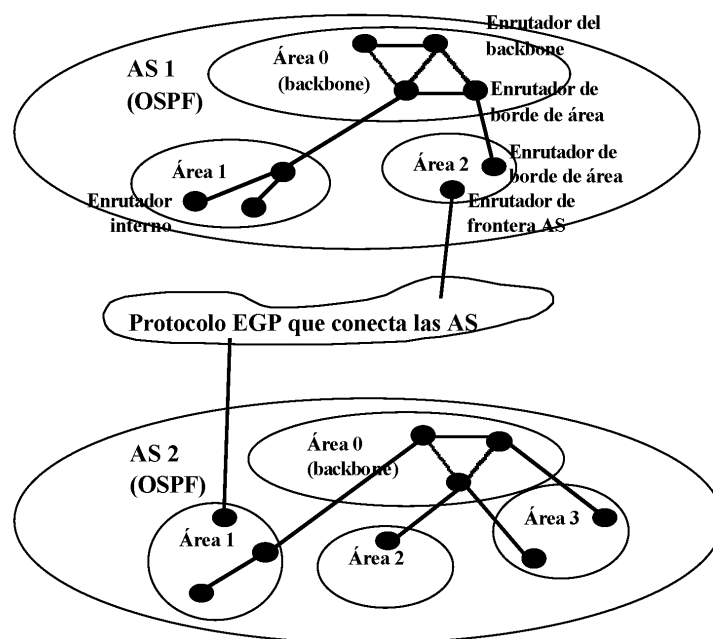 Enrutador del
backbone
AS 1
(OSPF)
Área 0
(backbone)
Enrutador de
borde de área
Área 1
Área 2
Enrutador de
borde de área
Enrutador
interno
Enrutador de
frontera AS
Protocolo EGP que conecta las AS
AS 2
(OSPF)
Área 0
(backbone)
Área 1
Área 2
Área 3